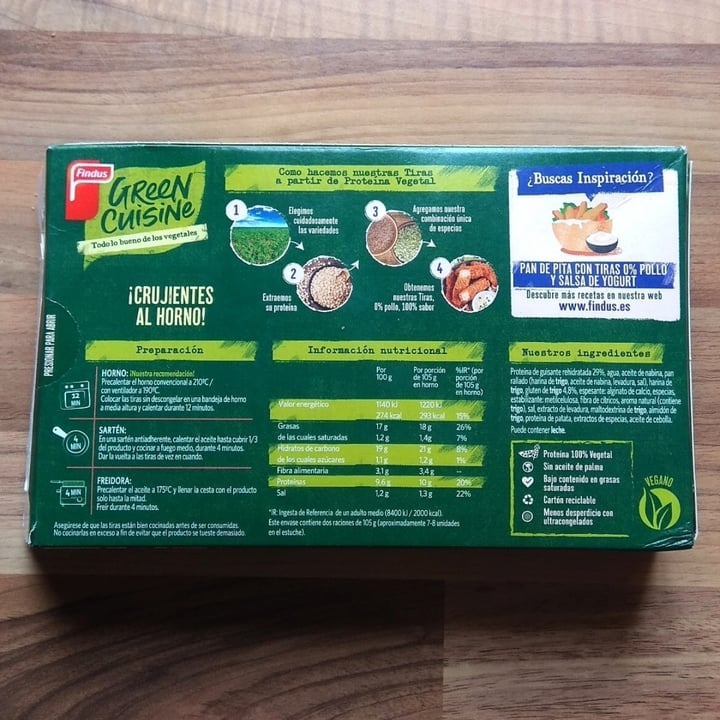 Findus
GREEN
CUISINE
Todo lo bueno de los vegetales
¡CRUJIENTES
AL HORNO!
PRESIONAR PARA ABRIR
Como hacemos nuestras Tiras
a partir de Proteína Vegetal
1
Elegimos
cuidadosamente
las variedades
2
Extraemos
su proteína
3
Agregamos nuestra
combinación única
de especias
4
Obtenemos
nuestras Tiras,
0% pollo, 100% sabor
¿Buscas Inspiración?
PAN DE PITA CON TIRAS 0% POLLO
Y SALSA DE YOGURT
Descubre más recetas en nuestra web
www.findus.es
Preparación
12
MIN
HORNO: ¡Nuestra recomendación!
Precalentar el horno convencional a 210ºC /
con ventilador a 190ºC.
Colocar las tiras sin descongelar en una bandeja de horno
a media altura y calentar durante 12 minutos.
4
MIN
SARTÉN:
En una sartén antiadherente, calentar el aceite hasta cubrir 1/3
del producto y cocinar a fuego medio, durante 4 minutos.
Dar la vuelta a las tiras de vez en cuando.
4 MIN
FREIDORA:
Precalentar el aceite a 175ºC y llenar la cesta con el producto
solo hasta la mitad.
Freír durante 4 minutos.
Asegúrese de que las tiras están bien cocinadas antes de ser consumidas.
No cocinarlas en exceso a fin de evitar que el producto se tueste demasiado.
Información nutricional
Por
100 g
Por porción
de 105 g
en horno
%IR* (por
porción
de 105 g
en horno)
Valor energético 1140 kJ 1220 kJ
274 kcal 293 kcal 15%
Grasas 17 g 18 g 26%
de las cuales saturadas 1,2 g 1,4g 7%
Hidratos de carbono 19 g 21 g 8%
de los cuales azúcares 1,1 g 1,2 g 1%
Fibra alimentaria 3,1 g 3,4 g --
Proteínas 9,6 g 10 g 20%
Sal 1,2 g 1,3 g 22%
*IR: Ingesta de Referencia de un adulto medio (8400 kJ / 2000 kcal).
Este envase contiene dos raciones de 105 g (aproximadamente 7-8 unidades
en el estuche).
Nuestros ingredientes
Proteína de guisante rehidratada 29%, agua, aceite de nabina, pan
rallado (harina de trigo, aceite de nabina, levadura, sal), harina de
trigo, gluten de trigo 4,8%, espesante: alginato de calcio, especias,
estabilizante: metilcelulosa, fibra de cítricos, aroma natural (contiene
trigo), sal, extracto de levadura, maltodextrina de trigo, almidón de
trigo, proteína de patata, extractos de especias, aceite de cebolla.
Puede contener leche.
Proteína 100% Vegetal
Sin aceite de palma
Bajo contenido en grasas
saturadas
Cartón reciclable
Menos desperdicio con
ultracongelados
VEGANO